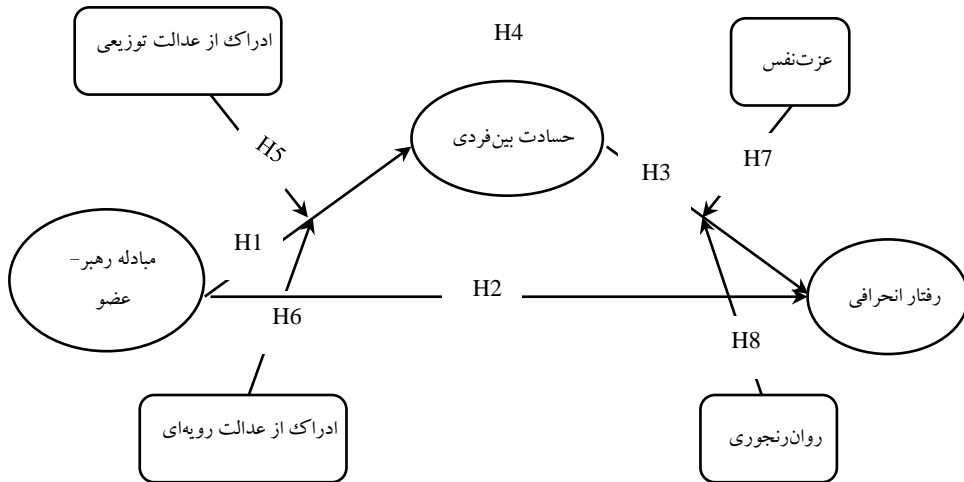 H4
ادراک از عدالت توزیعی
عزت‌نفس
حسادت بین‌فردی
H5
H7
H3
H1
مبادله رهبر–
عضو
H2
رفتار انحرافی
H6
H8
ادراک از عدالت رویه‌ای
روان‌رنجوری